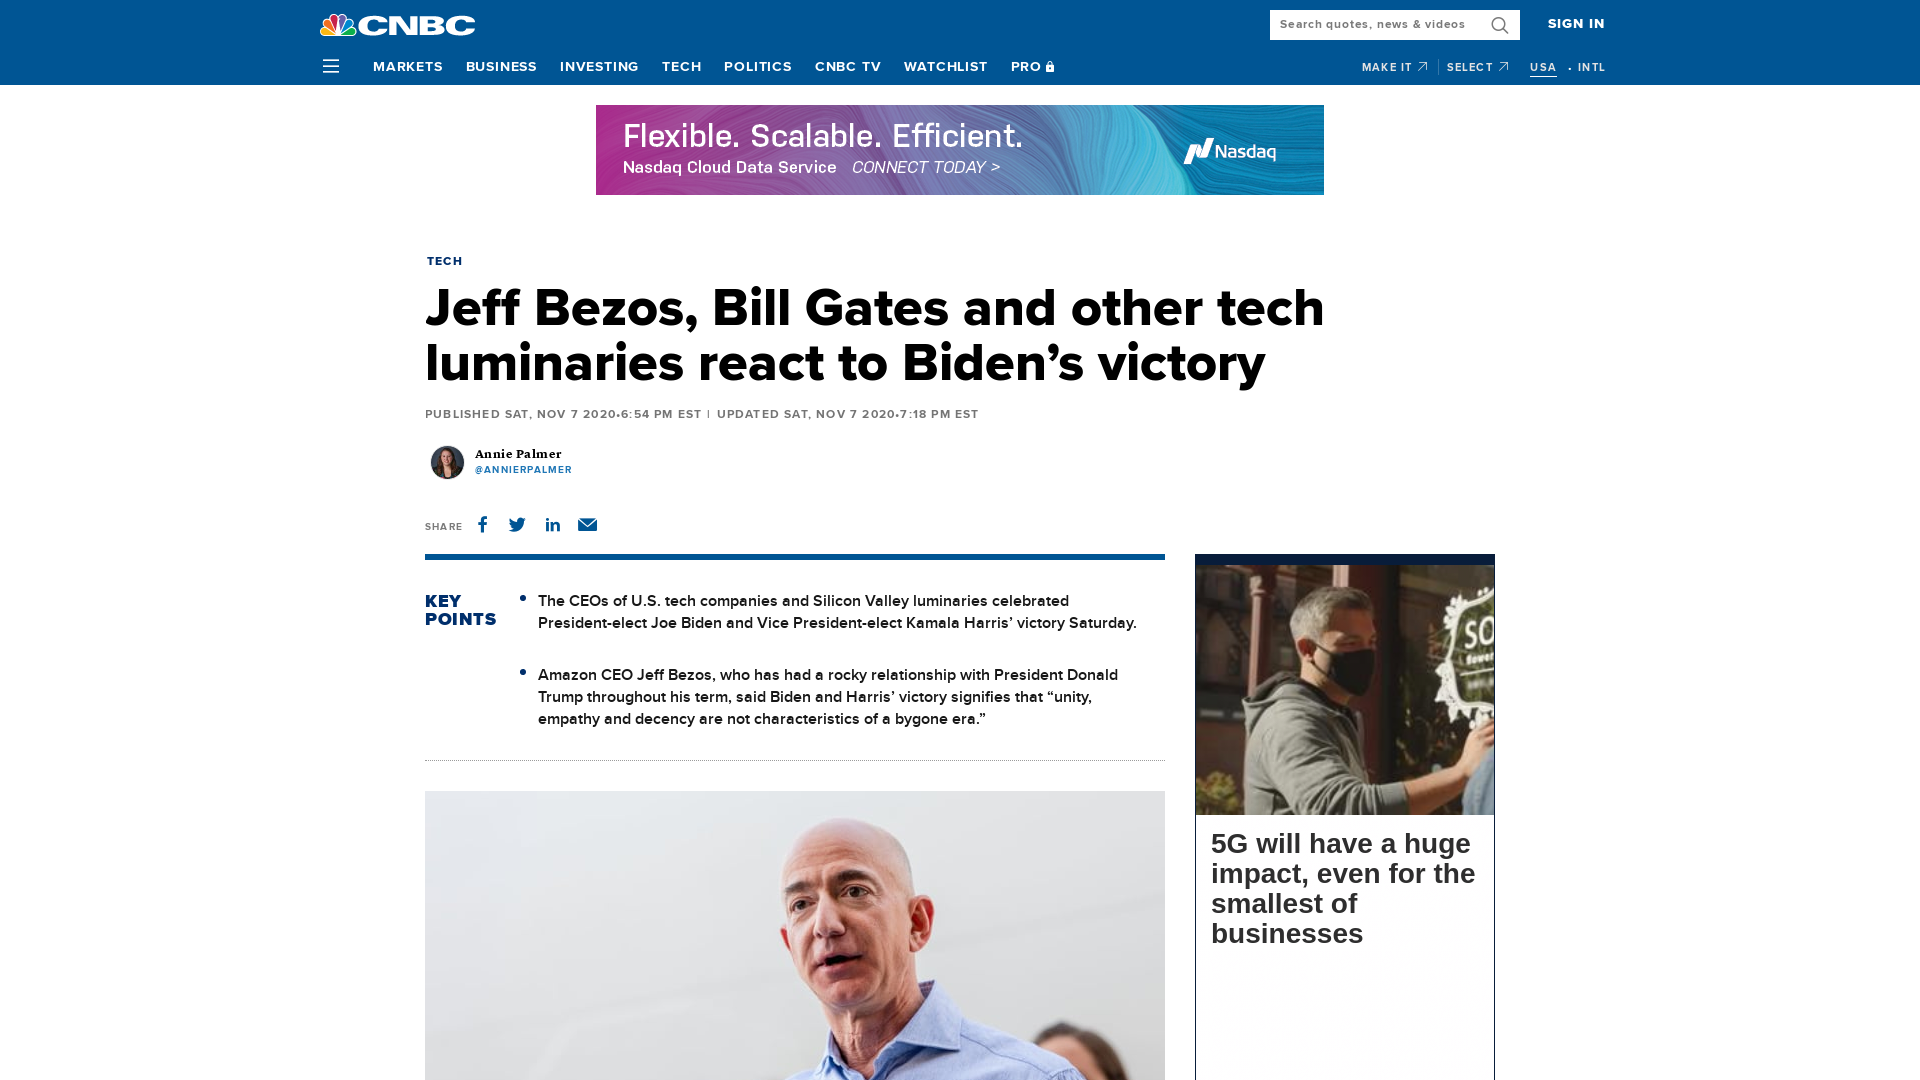 CNBC
Search quotes, news & videos
SIGN IN
MARKETS BUSINESS INVESTING TECH POLITICS CNBC TV WATCHLIST PRO
MAKE IT SELECT USA • INTL
Flexible. Scalable. Efficient.
Nasdaq Cloud Data Service CONNECT TODAY >
Nasdaq
TECH
Jeff Bezos, Bill Gates and other tech
luminaries react to Biden’s victory
PUBLISHED SAT, NOV 7 2020•6:54 PM EST | UPDATED SAT, NOV 7 2020•7:18 PM EST
Annie Palmer
@ANNIERPALMER
SHARE
KEY
POINTS
• The CEOs of U.S. tech companies and Silicon Valley luminaries celebrated
President-elect Joe Biden and Vice President-elect Kamala Harris’ victory Saturday.
• Amazon CEO Jeff Bezos, who has had a rocky relationship with President Donald
Trump throughout his term, said Biden and Harris’ victory signifies that “unity,
empathy and decency are not characteristics of a bygone era.”
SO
5G will have a huge
impact, even for the
smallest of
businesses